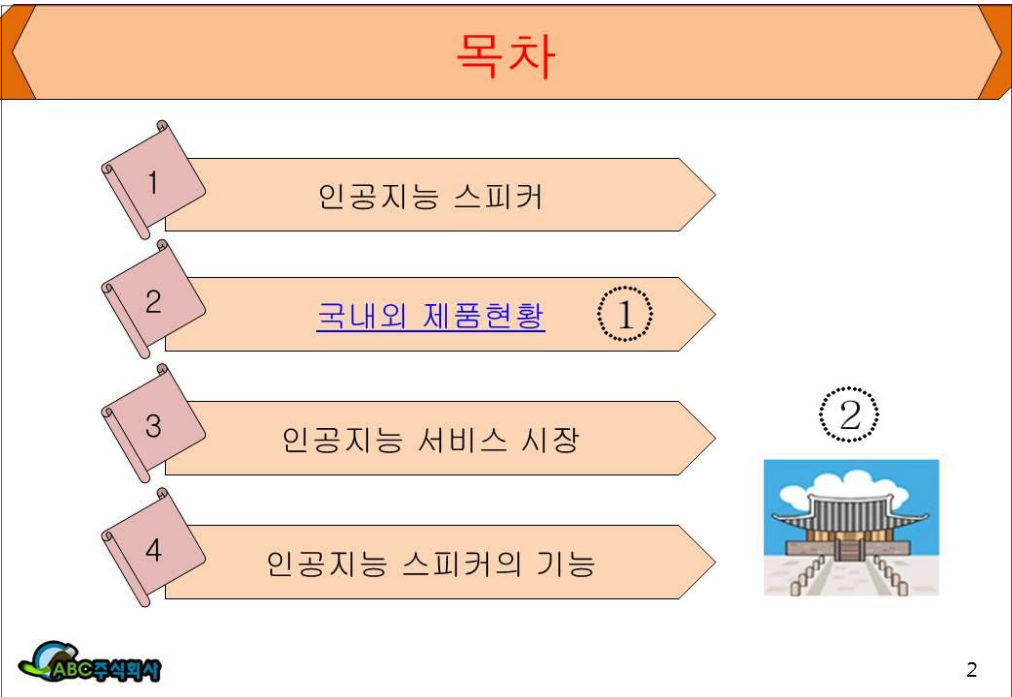 목차
1
인공지능 스피커
2
국내외 제품현황 ①
3
인공지능 서비스 시장
②
4
인공지능 스피커의 기능
ABC주식회사
2